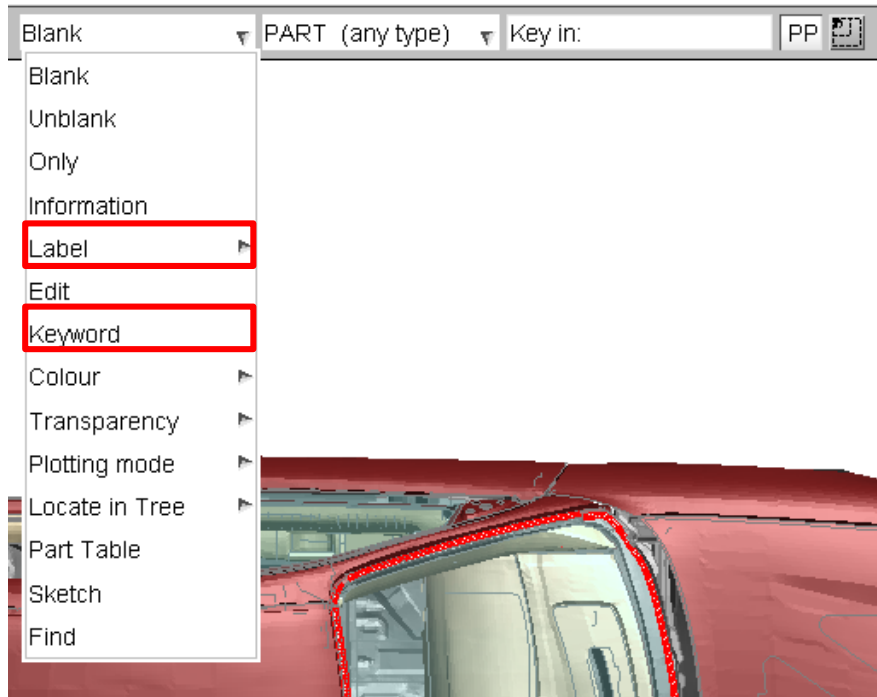 Blank PART (any type) Key in: PP
Blank
Unblank
Only
Information
Label
Edit
Keyword
Colour
Transparency
Plotting mode
Locate in Tree
Part Table
Sketch
Find